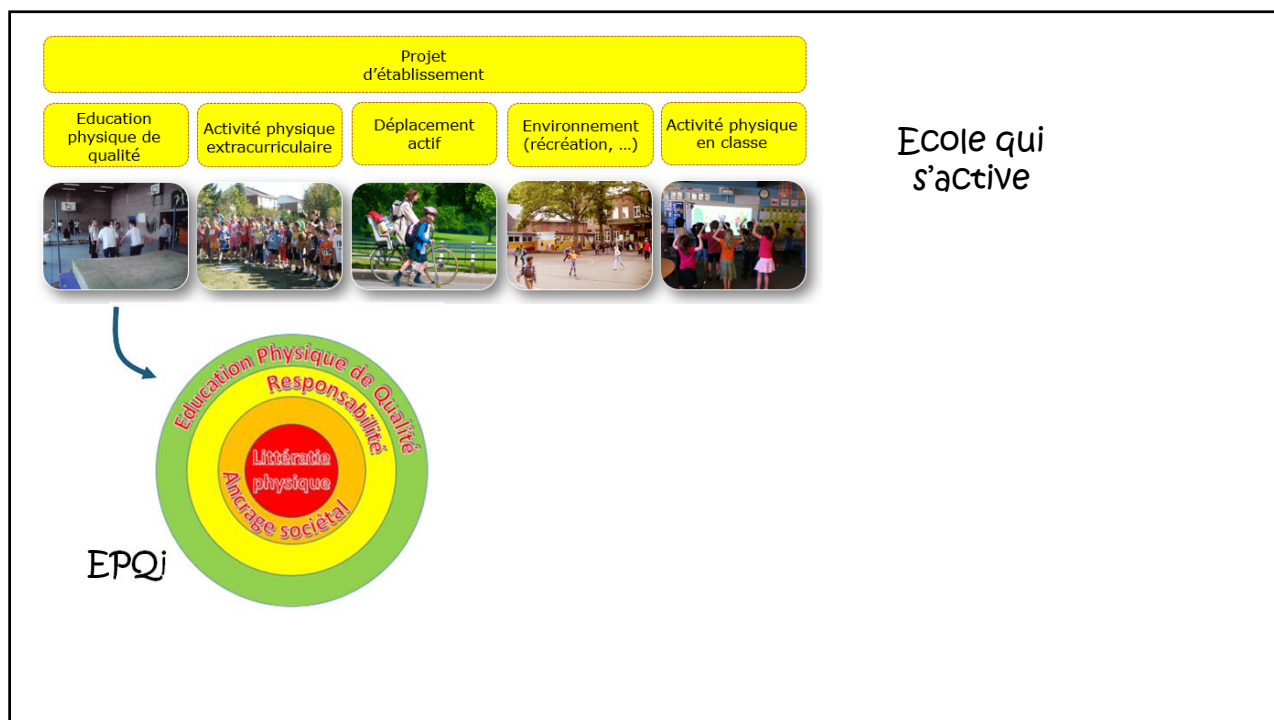 Projet
d'établissement
Education
physique de
qualité
Activité physique
extracurriculaire
Déplacement
actif
Environnement
(récréation, ...)
Activité physique
en classe
Ecole qui
s'active
Education Physique de Qualité
Responsabilité
Littératie
physique
Ancrage sociétal
EPQj